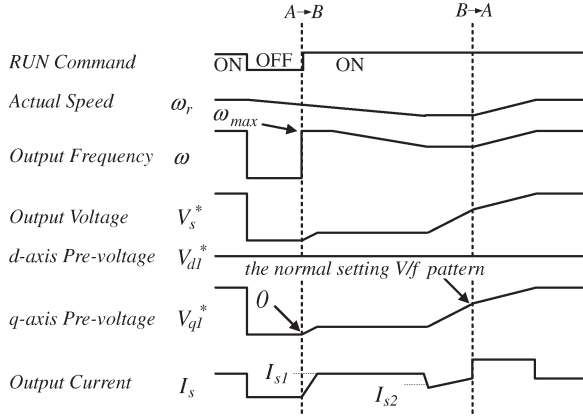 A→B B→A
RUN Command ON OFF ON
Actual Speed ωr
ωmax
Output Frequency ω
Output Voltage Vs*
d-axis Pre-voltage Vd1*
the normal setting V/f pattern
0
q-axis Pre-voltage Vq1*
Is1
Output Current Is Is2